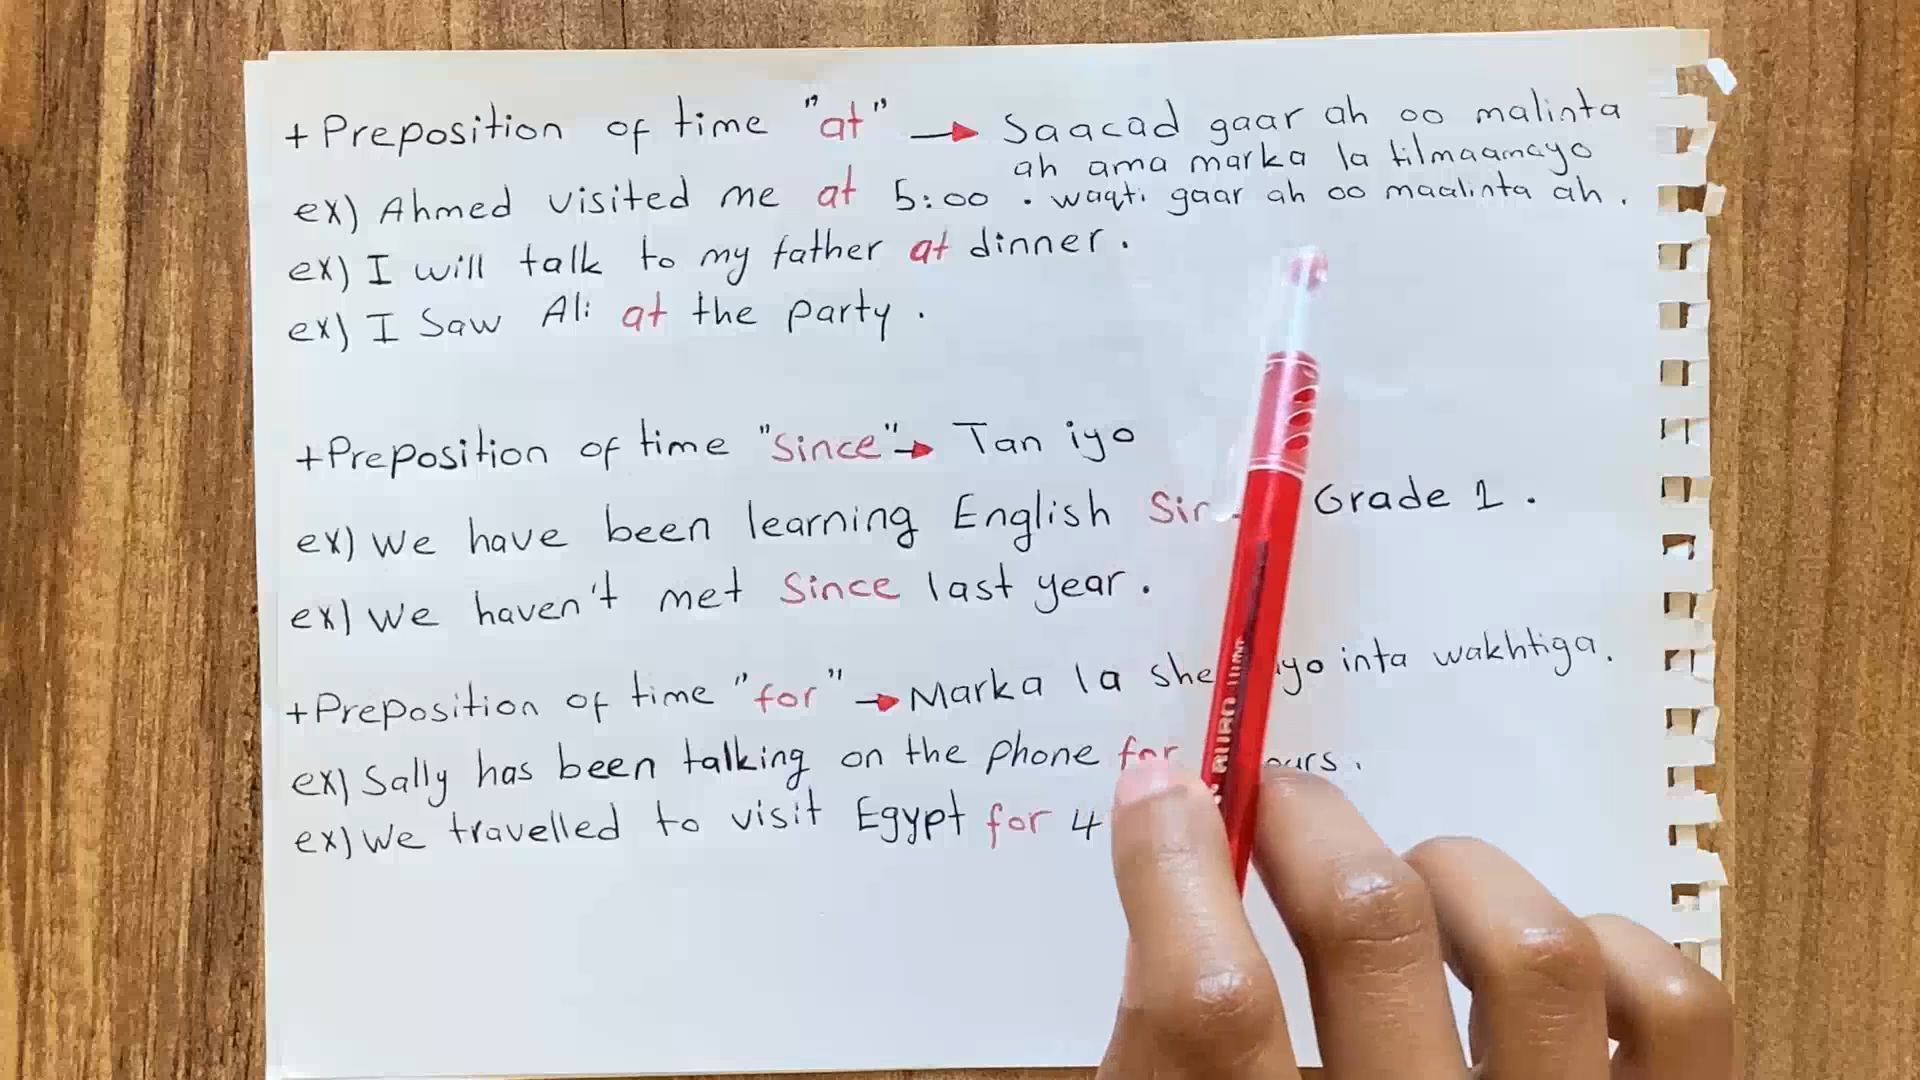 +Preposition of time "at" → Saacad gaar ah oo malinta
ah ama marka la tilmaamayo
ex) Ahmed visited me at 5:00 . waqti gaar ah oo maalinta ah .
ex) I will talk to my father at dinner .
ex) I Saw Ali at the party .
+Preposition of time "Since" → Tan iyo
ex) We have been learning English Grade 1 .
ex) We haven't met Since last year .
+Preposition of time "for" → Marka la inta wakhtiga.
ex) Sally has been talking on the phone for
ex) We travelled to visit Egypt for 4